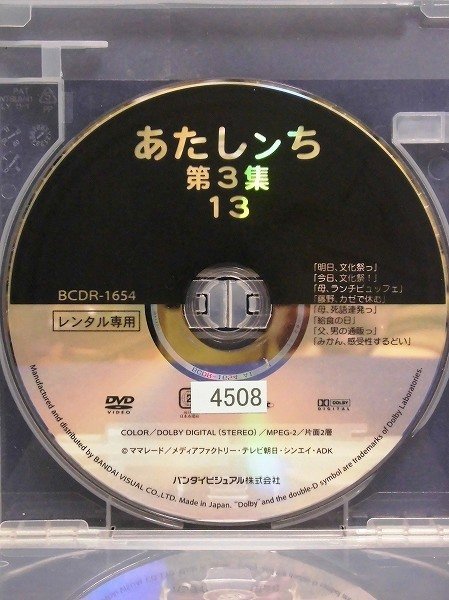 あたしンち
第3集
13
BCDR-1654
レンタル専用
「明日、文化祭っ」
「今日、文化祭！」
「母、ランチビュッフェ」
「藤野、カゼで休む」
「母、死語連発っ」
「給食の日」
「父、男の通販っ」
「みかん、感受性するどい」
DVD
VIDEO
4508
DOLBY
DIGITAL
COLOR／DOLBY DIGITAL（STEREO）／MPEG-2／片面2層
©ママレード／メディアファクトリー・テレビ朝日・シンエイ・ADK
バンダイビジュアル株式会社
Manufactured and distributed by BANDAI VISUAL CO.,LTD. Made in Japan. "Dolby" and the double-D symbol are trademarks of Dolby Laboratories.